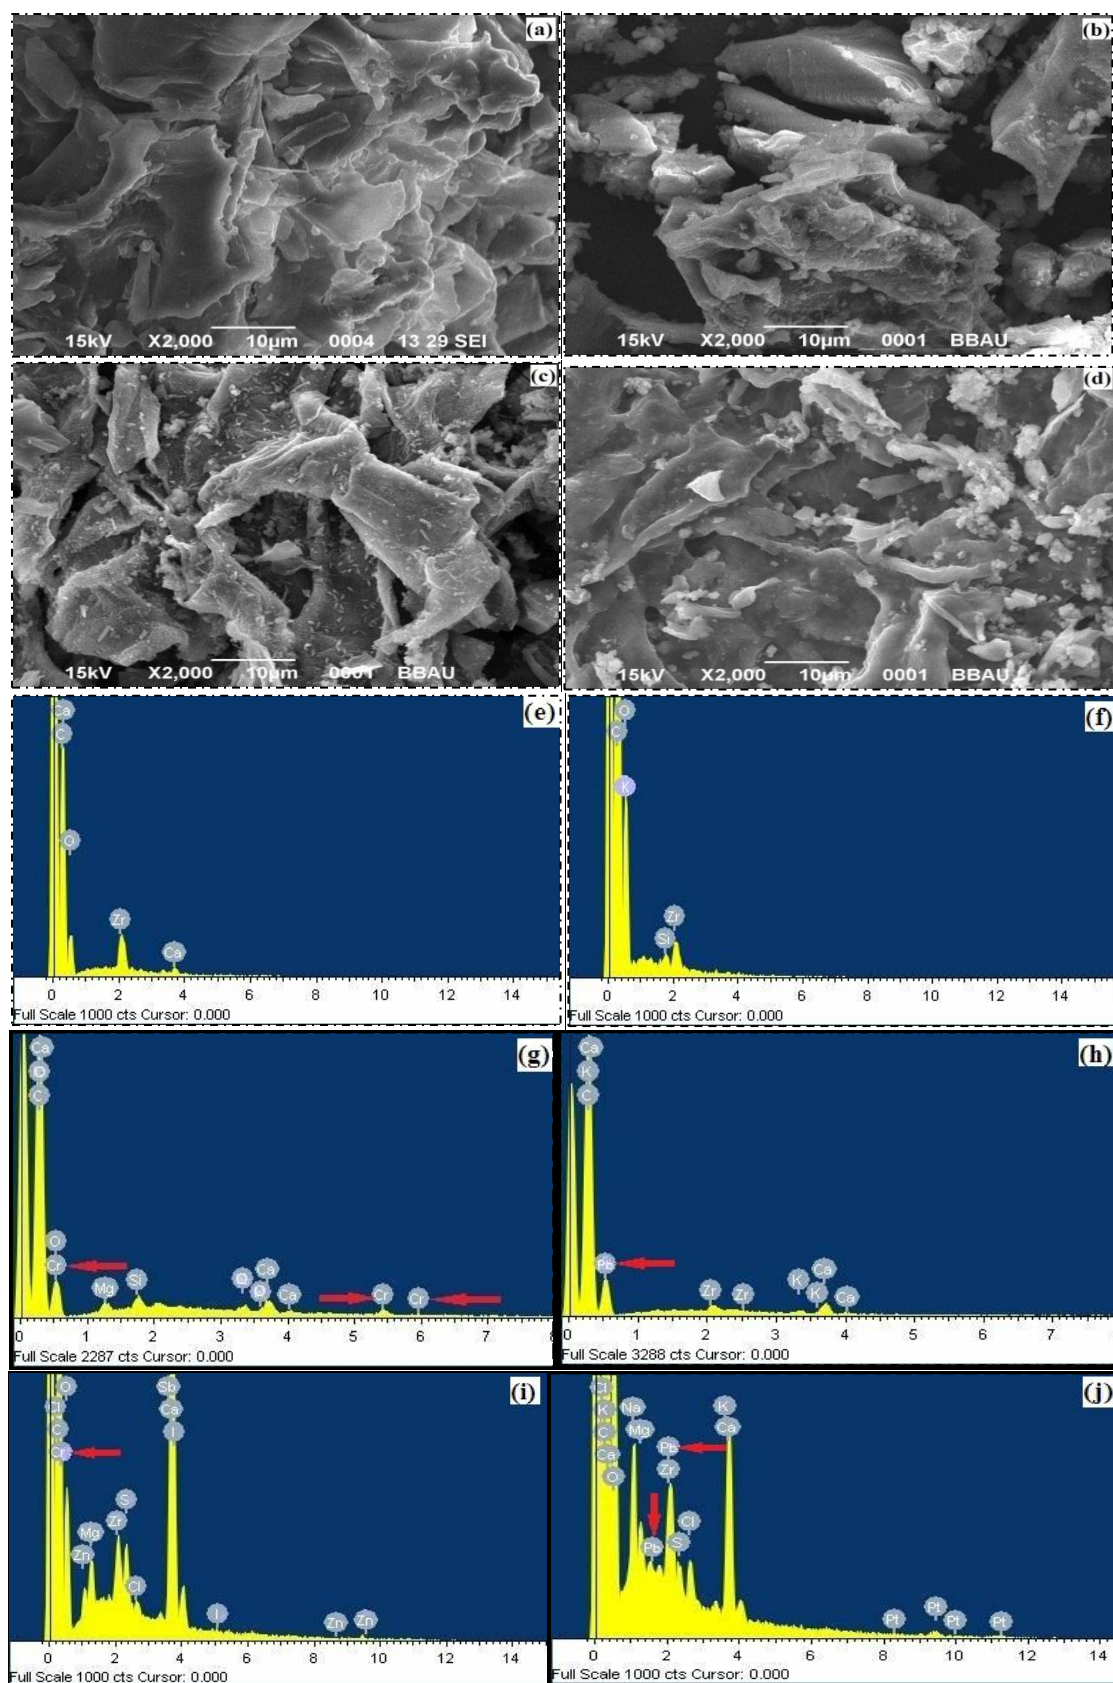 (a)
15kV X2,000 10µm 0004 13 29 SEI
(b)
15kV X2,000 10µm 0001 BBAU
(c)
15kV X2,000 10µm 0001 BBAU
(d)
15kV X2,000 10µm 0001 BBAU
(e)
Ca
C
O
Zr
Ca
0 2 4 6 8 10 12 14
Full Scale 1000 cts Cursor: 0.000
(f)
O
C
K
Zr
Si
0 2 4 6 8 10 12 14
Full Scale 1000 cts Cursor: 0.000
(g)
Ca
C
O
Cr
Mg
Si
Ca
Ca
Cr
Cr
0 1 2 3 4 5 6 7 8
Full Scale 2287 cts Cursor: 0.000
(h)
Ca
K
C
Pb
Zr
Zr
K
K
Ca
Ca
0 1 2 3 4 5 6 7
Full Scale 3288 cts Cursor: 0.000
(i)
O
Cl
C
Cr
Zn
Mg
Zr
S
Cl
Sb
Ca
I
I
Zn
Zn
0 2 4 6 8 10 12 14
Full Scale 1000 cts Cursor: 0.000
(j)
Cl
K
C
Ca
O
Na
Mg
Pb
Pb
Zr
S
Cl
K
Ca
Pt
Pt
Pt
Pt
0 2 4 6 8 10 12 14
Full Scale 1000 cts Cursor: 0.000